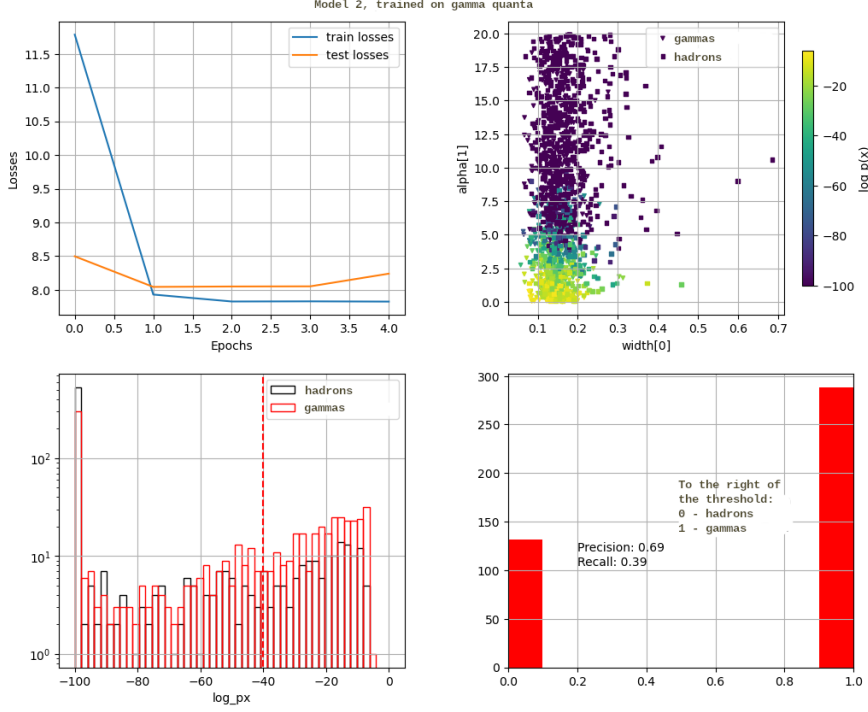 Model 2, trained on gamma quanta
train losses
test losses
11.5
11.0
10.5
10.0
9.5
9.0
8.5
8.0
Losses
0.0 0.5 1.0 1.5 2.0 2.5 3.0 3.5 4.0
Epochs
gammas
hadrons
20.0
17.5
15.0
12.5
10.0
7.5
5.0
2.5
0.0
alpha[1]
0.1 0.2 0.3 0.4 0.5 0.6 0.7
width[0]
−20
−40
−60
−80
−100
log p(x)
hadrons
gammas
10²
10¹
10⁰
−100 −80 −60 −40 −20 0
log_px
300
250
200
150
100
50
0
To the right of
the threshold:
0 - hadrons
1 - gammas
Precision: 0.69
Recall: 0.39
0.0 0.2 0.4 0.6 0.8 1.0